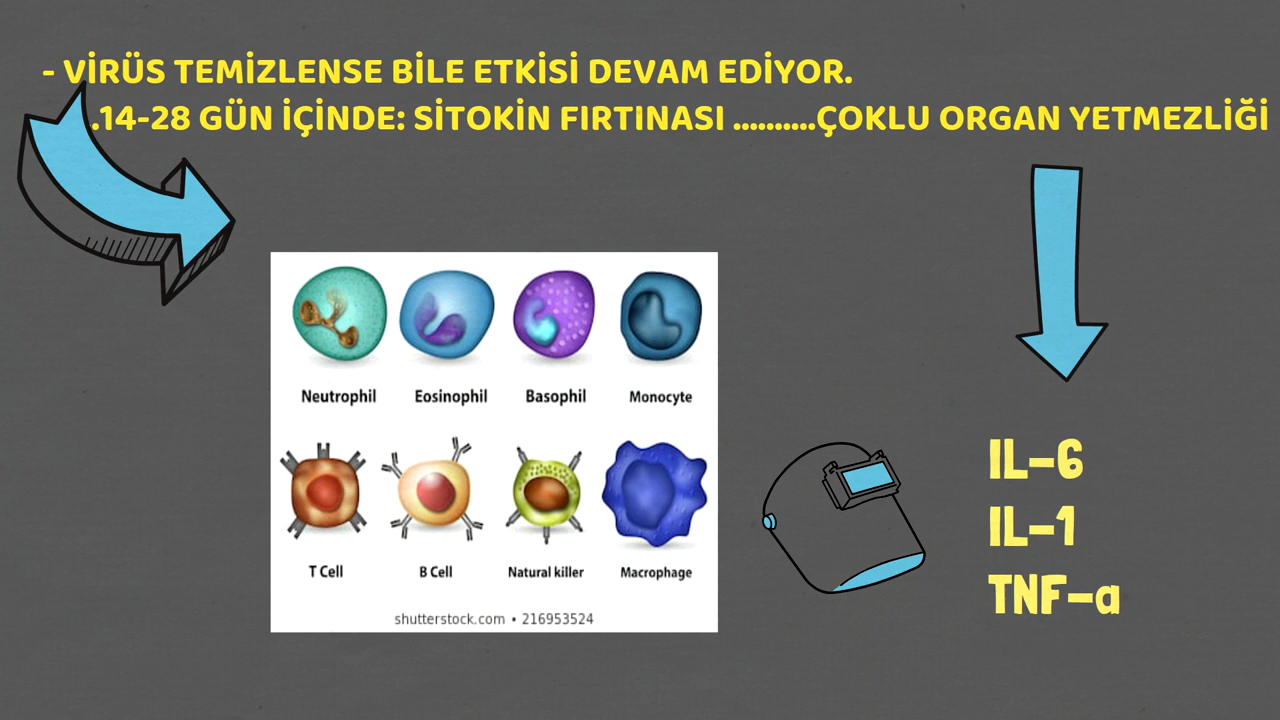 - VİRÜS TEMİZLENSE BİLE ETKİSİ DEVAM EDİYOR.
.14-28 GÜN İÇİNDE: SİTOKİN FIRTINASI ..........ÇOKLU ORGAN YETMEZLİĞİ
Neutrophil Eosinophil Basophil Monocyte
T Cell B Cell Natural killer Macrophage
shutterstock.com • 216953524
IL-6
IL-1
TNF-a